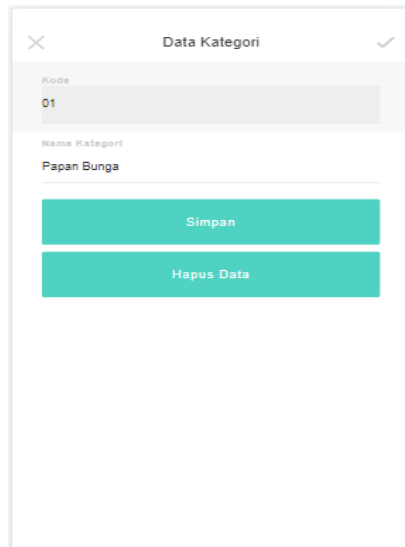 Data Kategori
Kode
01
Nama Kategori
Papan Bunga
Simpan
Hapus Data